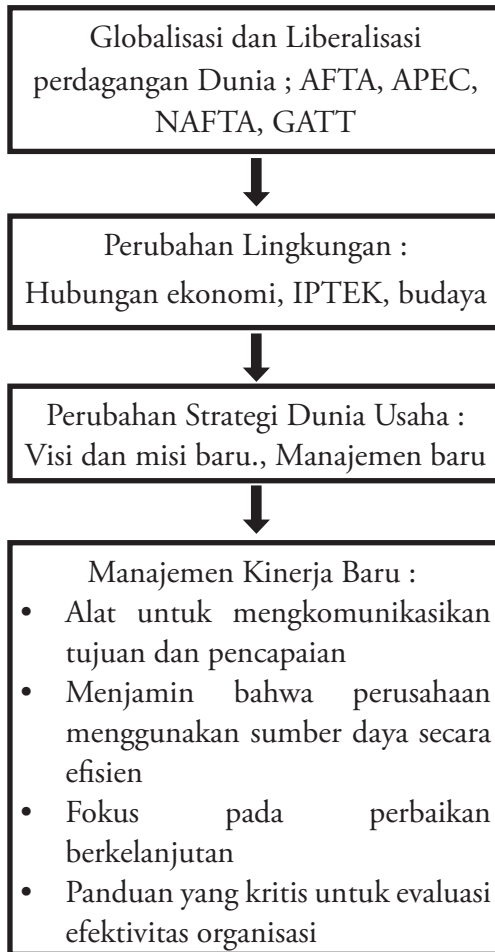 Globalisasi dan Liberalisasi
perdagangan Dunia ; AFTA, APEC,
NAFTA, GATT
Perubahan Lingkungan :
Hubungan ekonomi, IPTEK, budaya
Perubahan Strategi Dunia Usaha :
Visi dan misi baru., Manajemen baru
Manajemen Kinerja Baru :
• Alat untuk mengkomunikasikan
tujuan dan pencapaian
• Menjamin bahwa perusahaan
menggunakan sumber daya secara
efisien
• Fokus pada perbaikan
berkelanjutan
• Panduan yang kritis untuk evaluasi
efektivitas organisasi